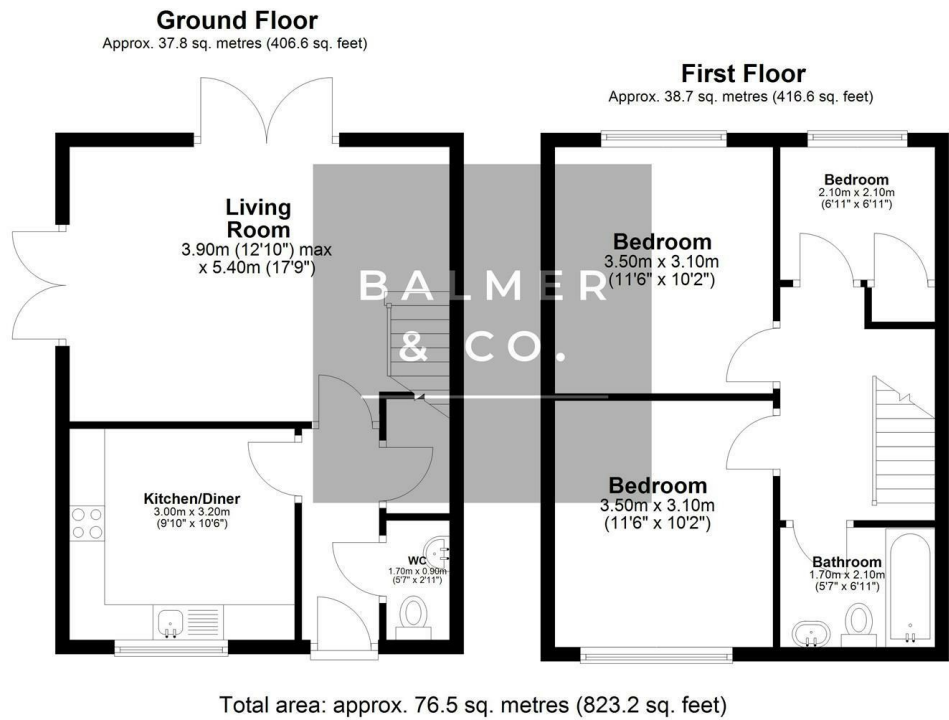 Ground Floor
Approx. 37.8 sq. metres (406.6 sq. feet)
Living
Room
3.90m (12'10") max
x 5.40m (17'9")
Kitchen/Diner
3.00m x 3.20m
(9'10" x 10'6")
WC
1.70m x 0.90m
(5'7" x 2'11")
First Floor
Approx. 38.7 sq. metres (416.6 sq. feet)
Bedroom
3.50m x 3.10m
(11'6" x 10'2")
Bedroom
2.10m x 2.10m
(6'11" x 6'11")
Bedroom
3.50m x 3.10m
(11'6" x 10'2")
Bathroom
1.70m x 2.10m
(5'7" x 6'11")
BALMER
& CO.
Total area: approx. 76.5 sq. metres (823.2 sq. feet)